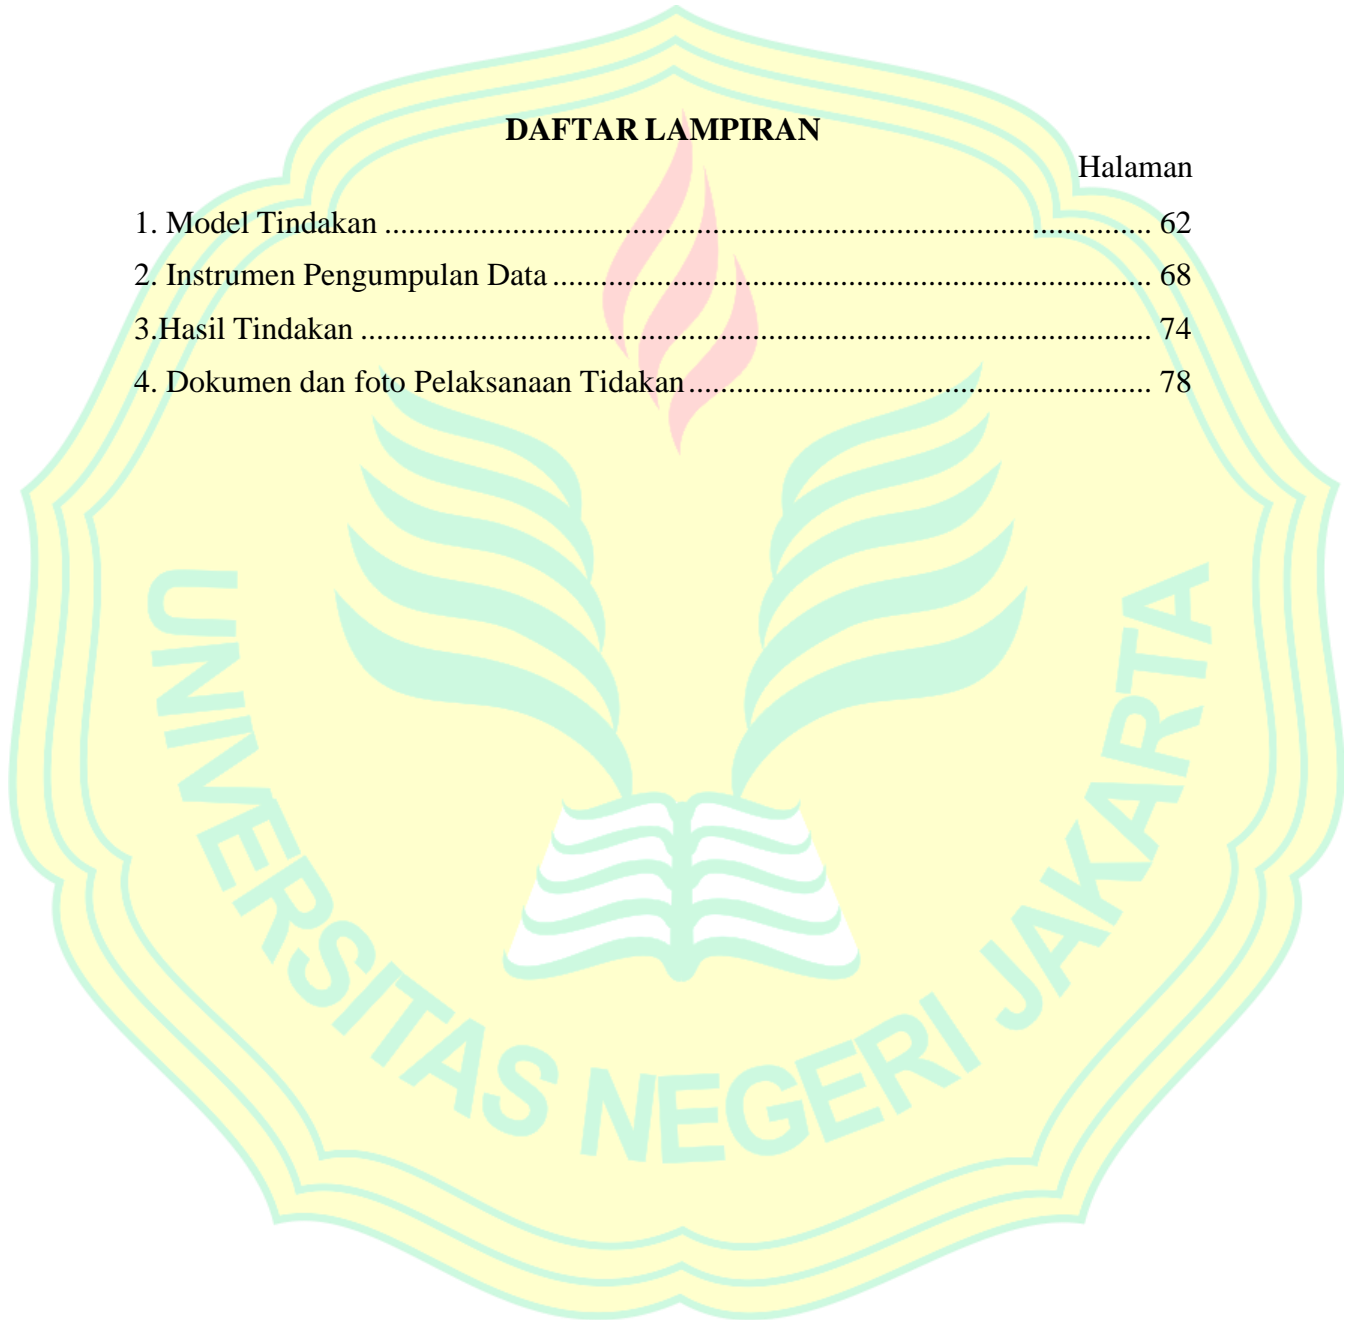 DAFTAR LAMPIRAN
Halaman
1. Model Tindakan ................................................................................................ 62
2. Instrumen Pengumpulan Data ........................................................................... 68
3.Hasil Tindakan ................................................................................................... 74
4. Dokumen dan foto Pelaksanaan Tidakan .......................................................... 78
UNIVERSITAS NEGERI JAKARTA